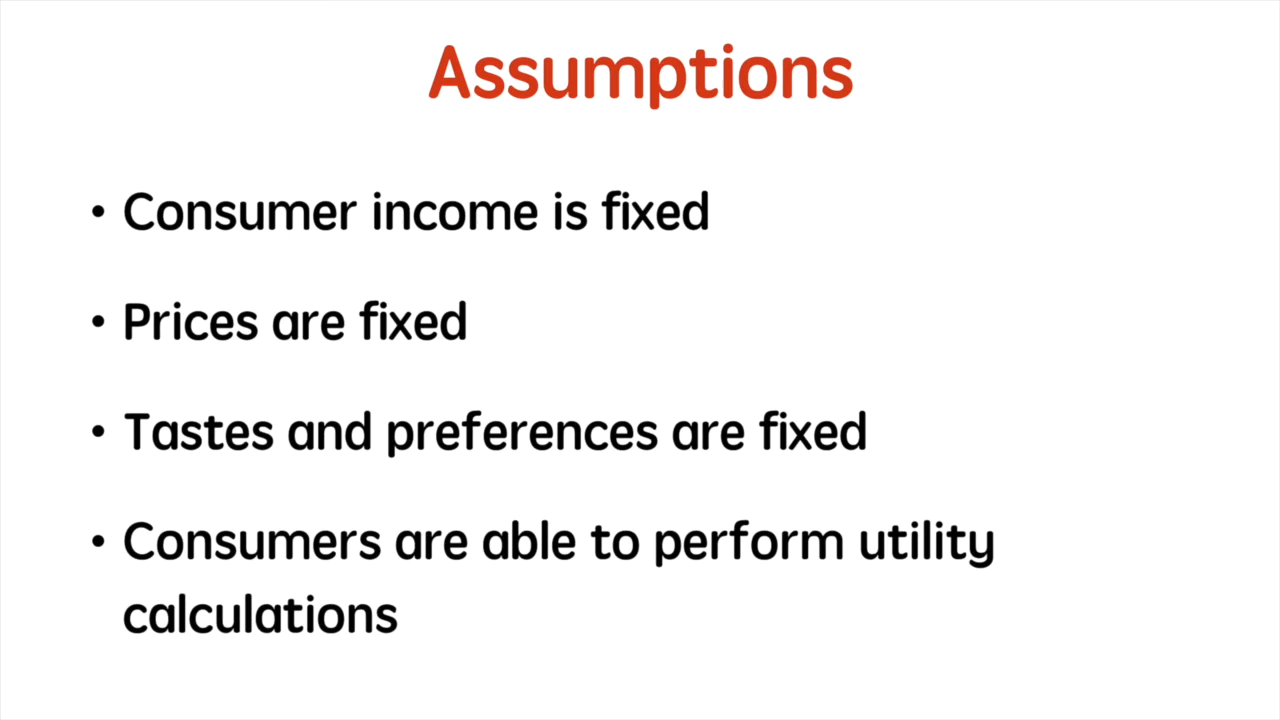 Assumptions
• Consumer income is fixed
• Prices are fixed
• Tastes and preferences are fixed
• Consumers are able to perform utility
calculations